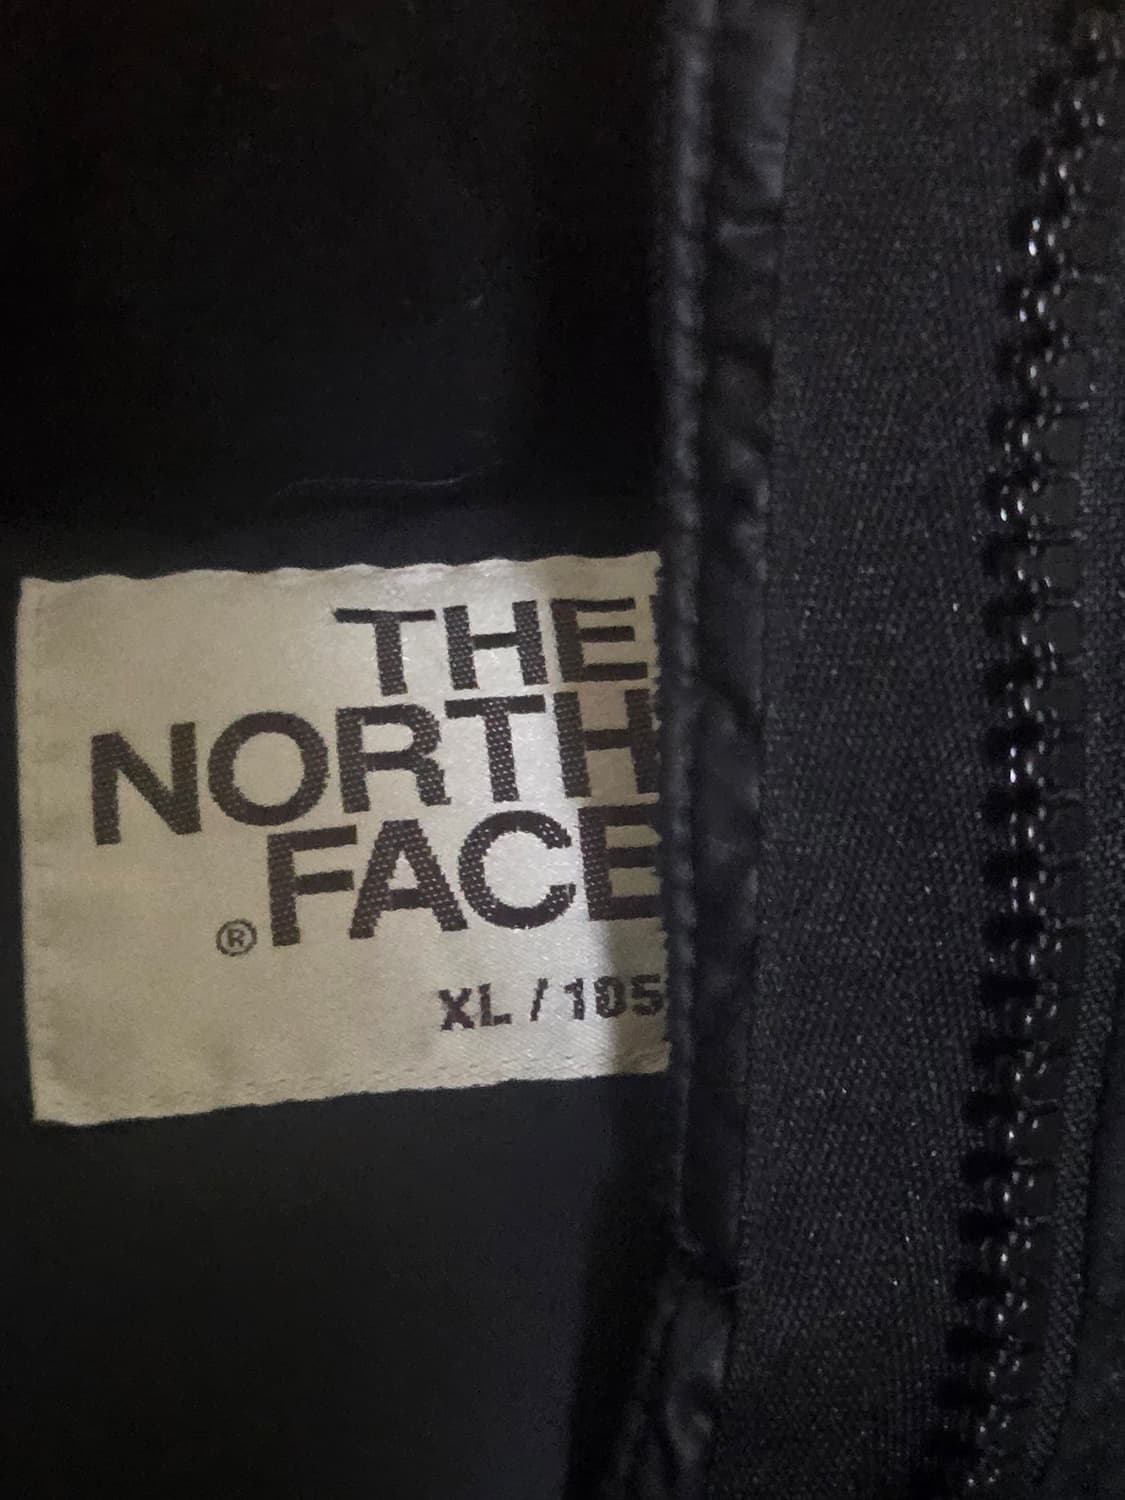 THE
NORTH
FACE
®
XL / 105